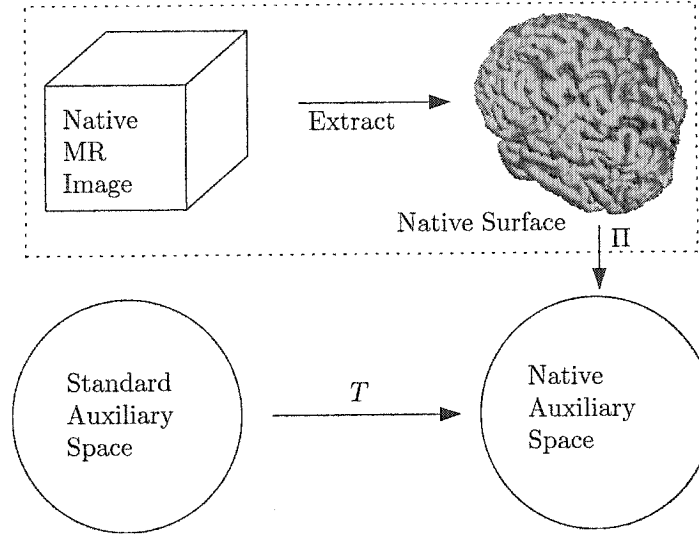 Native
MR
Image
Extract
Native Surface
Π
Standard
Auxiliary
Space
T
Native
Auxiliary
Space